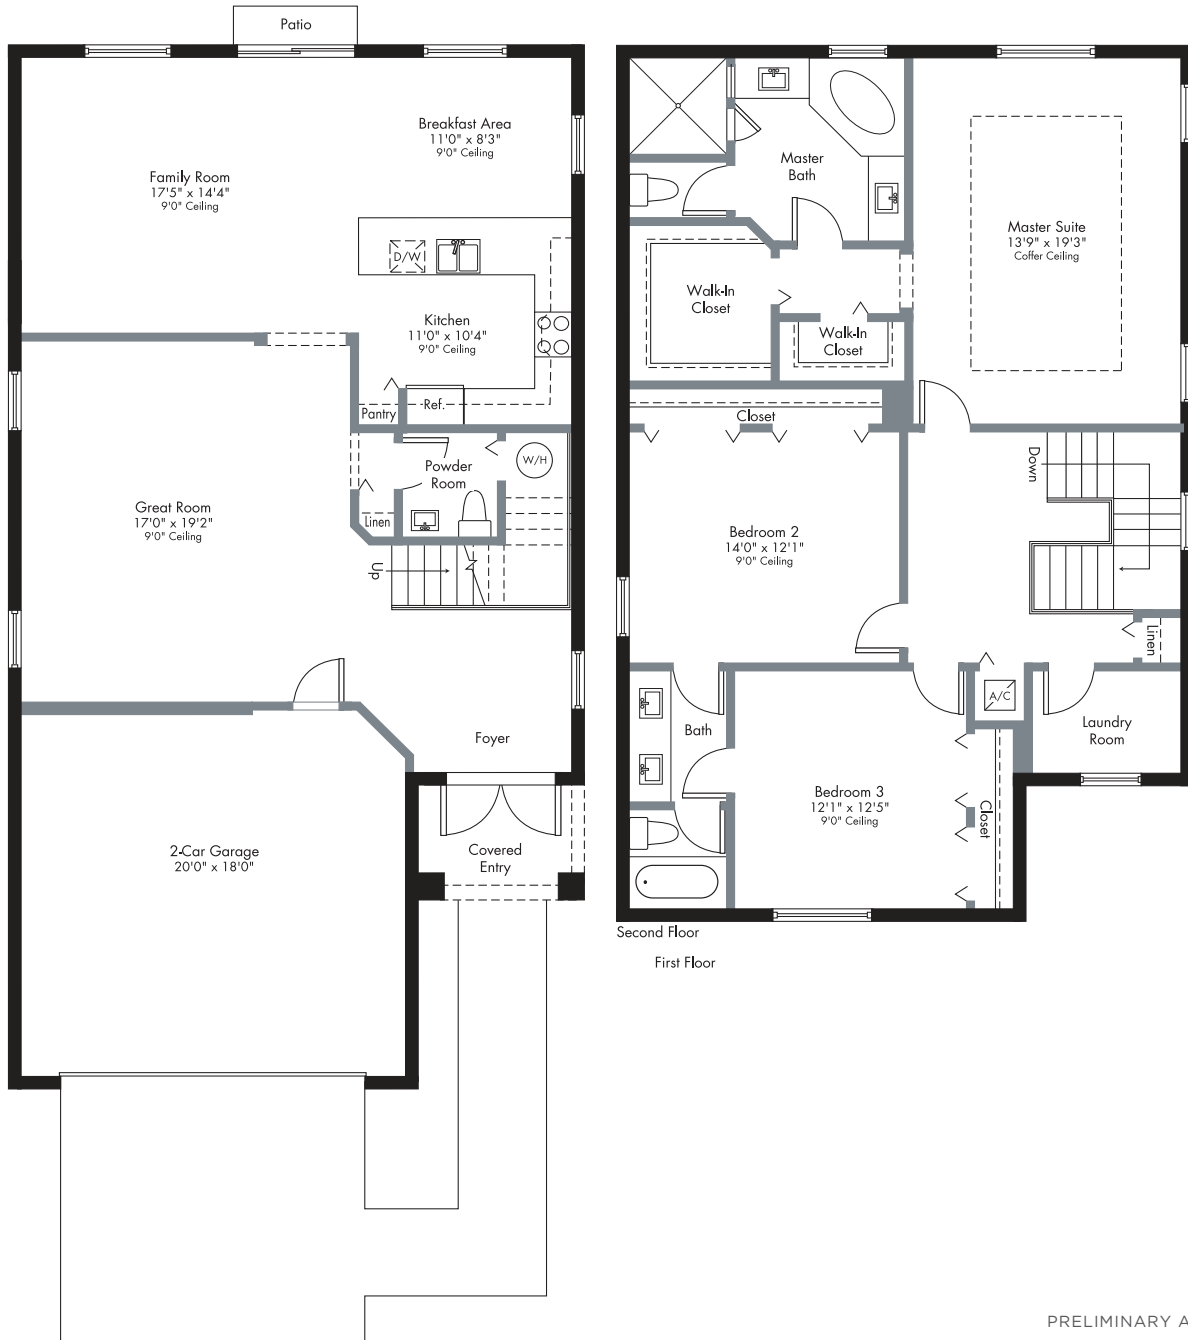 Patio
Breakfast Area
11'0" x 8'3"
9'0" Ceiling
Family Room
17'5" x 14'4"
9'0" Ceiling
D/W
Kitchen
11'0" x 10'4"
9'0" Ceiling
Pantry
Ref.
Powder
Room
W/H
Linen
Great Room
17'0" x 19'2"
9'0" Ceiling
Up
Foyer
2-Car Garage
20'0" x 18'0"
Covered
Entry
Master
Bath
Master Suite
13'9" x 19'3"
Coffer Ceiling
Walk-In
Closet
Walk-In
Closet
Closet
Down
Bedroom 2
14'0" x 12'1"
9'0" Ceiling
Linen
A/C
Laundry
Room
Bath
Bedroom 3
12'1" x 12'5"
9'0" Ceiling
Closet
Second Floor
First Floor
PRELIMINARY A